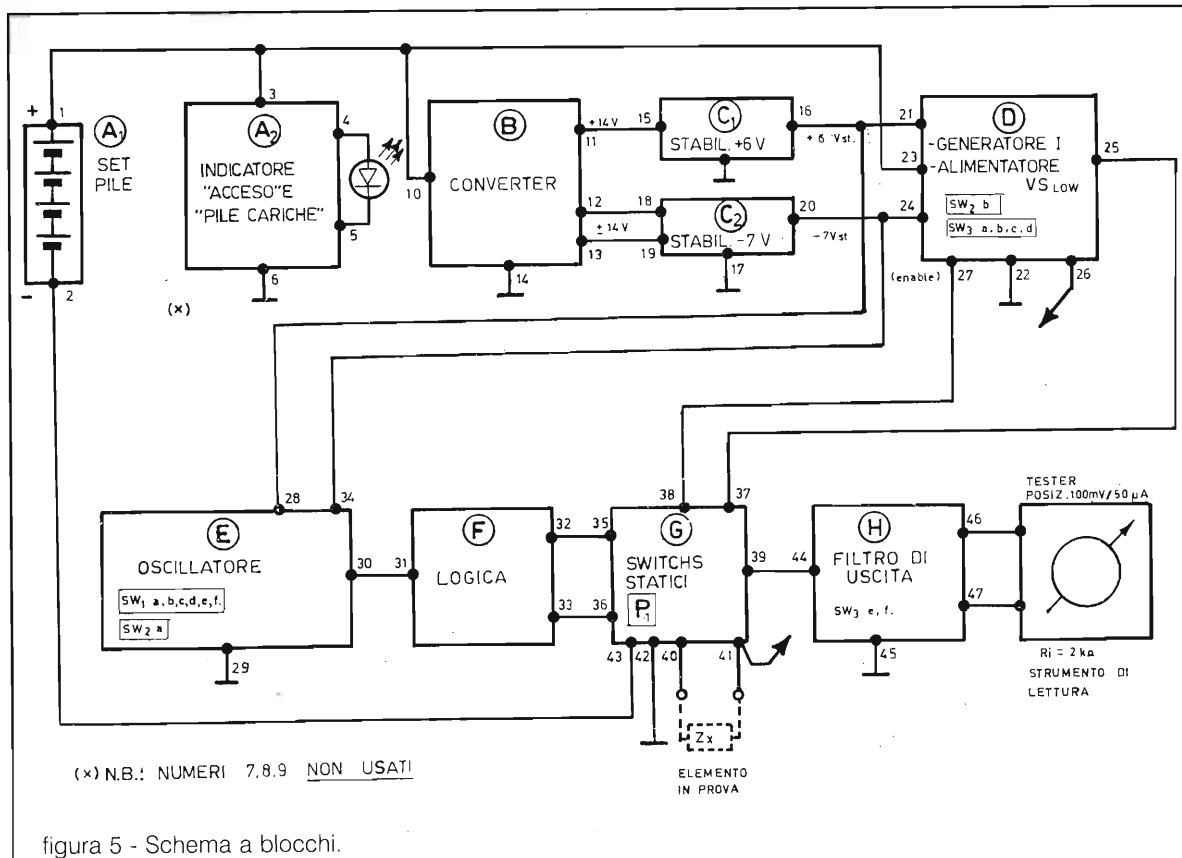 1
+
A1
SET
PILE
-
2
3
A2
INDICATORE
"ACCESO" E
"PILE CARICHE"
4
5
6
(x)
10
B
CONVERTER
+14V
11
12
±14V
13
14
15
C1
STABIL. +6 V
16
+6 Vst.
18
C2
STABIL. -7 V
19
17
20
-7Vst
21
23
24
D
-GENERATORE I
-ALIMENTATORE
VS LOW
SW2 b
SW3 a,b,c,d
25
(enable)
27
22
26
28
34
E
OSCILLATORE
SW1 a,b,c,d,e,f.
SW2 a
29
30
31
F
LOGICA
32
33
35
36
38
37
G
SWITCHS
STATICI
P1
39
43
42
40
41
Zx
ELEMENTO
IN PROVA
44
H
FILTRO DI
USCITA
SW3 e,f.
45
46
47
TESTER
POSIZ.100mV/50 µA
Ri = 2 kΩ
STRUMENTO DI
LETTURA
(x) N.B.: NUMERI 7,8,9 NON USATI
figura 5 - Schema a blocchi.